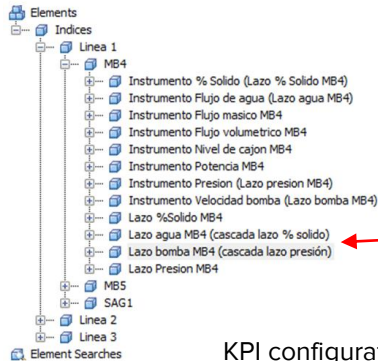 Elements
Indices
Linea 1
MB4
Instrumento % Solido (Lazo % Solido MB4)
Instrumento Flujo de agua (Lazo agua MB4)
Instrumento Flujo masico MB4
Instrumento Flujo volumetrico MB4
Instrumento Nivel de cajon MB4
Instrumento Potencia MB4
Instrumento Presion (Lazo presion MB4)
Instrumento Velocidad bomba (Lazo bomba MB4)
Lazo %Solido MB4
Lazo agua MB4 (cascada lazo % solido)
Lazo bomba MB4 (cascada lazo presión)
Lazo Presion MB4
MB5
SAG1
Linea 2
Linea 3
Element Searches
KPI configurat